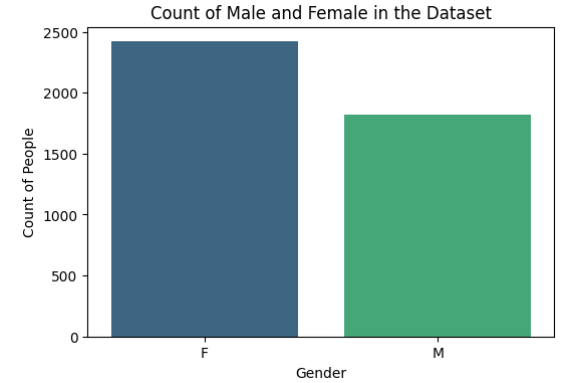 Count of Male and Female in the Dataset
2500
2000
1500
1000
500
0
Count of People
F M
Gender